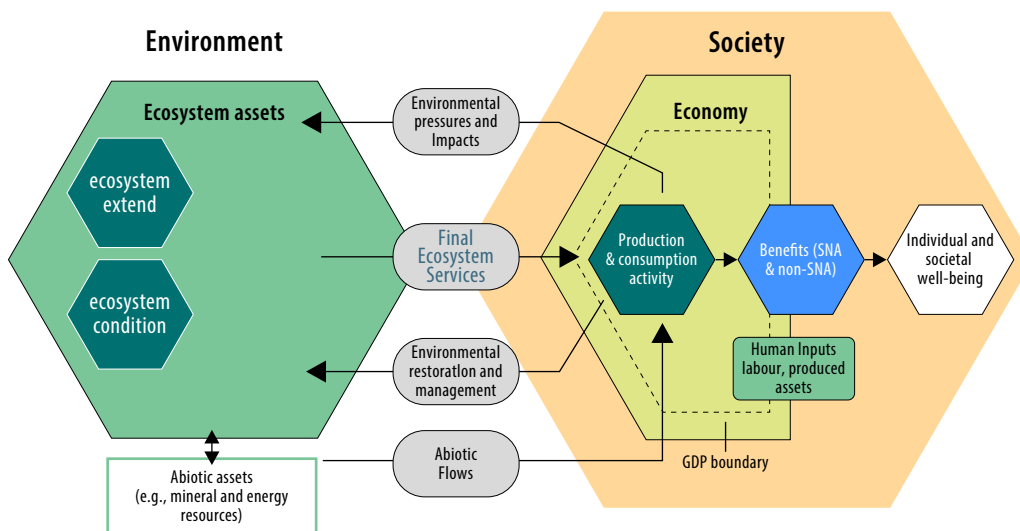 Environment
Society
Ecosystem assets
ecosystem
extend
ecosystem
condition
Environmental
pressures and
Impacts
Final
Ecosystem
Services
Environmental
restoration and
management
Abiotic
Flows
Abiotic assets
(e.g., mineral and energy
resources)
Economy
Production
& consumption
activity
Benefits (SNA
& non-SNA)
Individual and
societal
well-being
Human Inputs
labour, produced
assets
GDP boundary